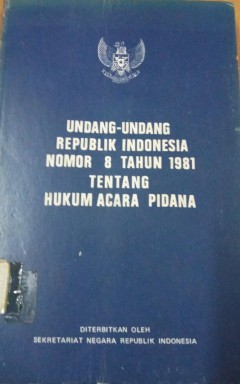 UNDANG-UNDANG
REPUBLIK INDONESIA
NOMOR 8 TAHUN 1981
TENTANG
HUKUM ACARA PIDANA
DITERBITKAN OLEH
SEKRETARIAT NEGARA REPUBLIK INDONESIA